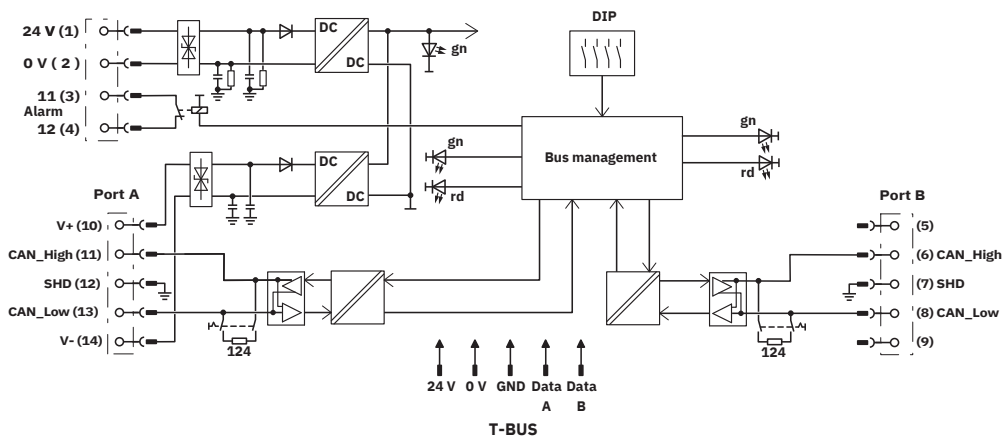 DIP
24 V (1)
0 V ( 2 )
11 (3)
Alarm
12 (4)
DC
DC
gn
Bus management
gn
rd
gn
rd
DC
DC
Port A
V+ (10)
CAN_High (11)
SHD (12)
CAN_Low (13)
V- (14)
124
Port B
(5)
(6) CAN_High
(7) SHD
(8) CAN_Low
(9)
124
24 V 0 V GND Data Data
A B
T-BUS